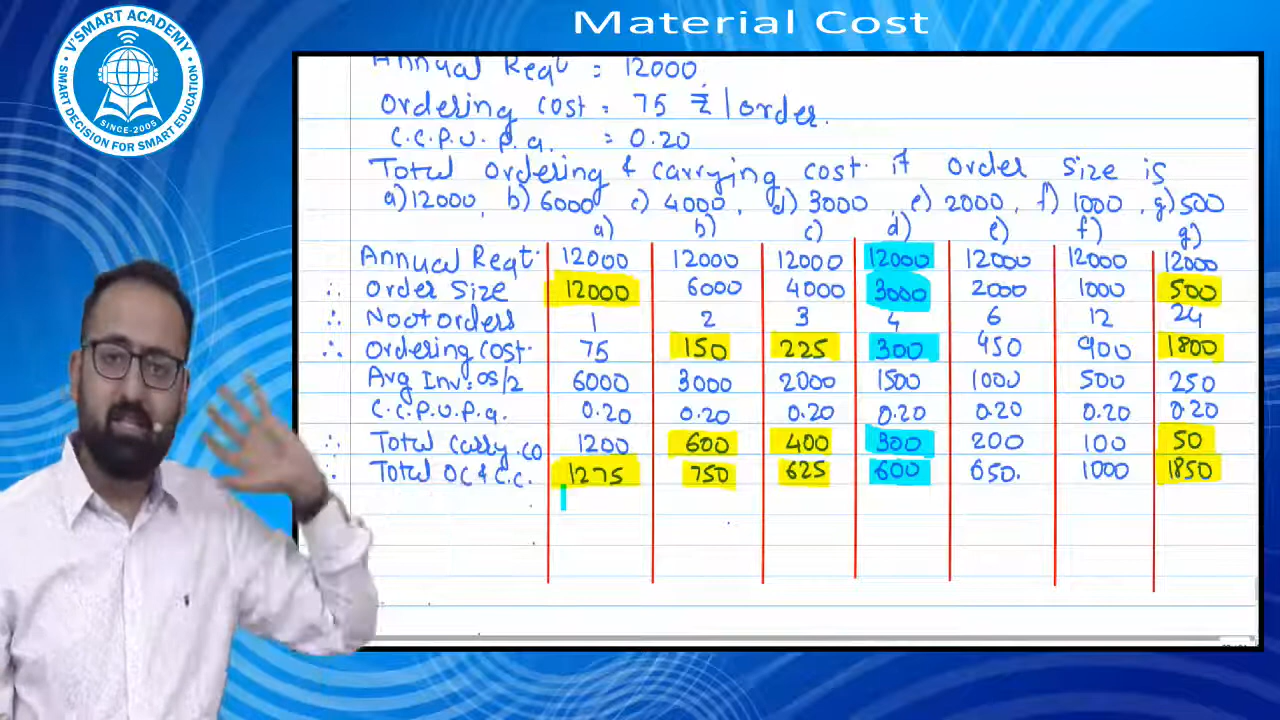 Material Cost
V'SMART ACADEMY
SINCE-2005
SMART DECISION FOR SMART EDUCATION
Annual Reqt = 12000
Ordering cost = 75 ₹ / order.
C.C.P.U. P.a. = 0.20
Total ordering & carrying cost if order size is
a) 12000, b) 6000 c) 4000, d) 3000, e) 2000, f) 1000, g) 500
a) b) c) d) e) f) g)
Annual Reqt. 12000 12000 12000 12000 12000 12000 12000
∴ Order Size 12000 6000 4000 3000 2000 1000 500
∴ No of orders 1 2 3 4 6 12 24
∴ Ordering cost. 75 150 225 300 450 900 1800
Avg Inv: OS/2 6000 3000 2000 1500 1000 500 250
C.C.P.U.P.a. 0.20 0.20 0.20 0.20 0.20 0.20 0.20
∴ Total Carry.co 1200 600 400 300 200 100 50
∴ Total OC & C.C. 1275 750 625 600 650. 1000 1850